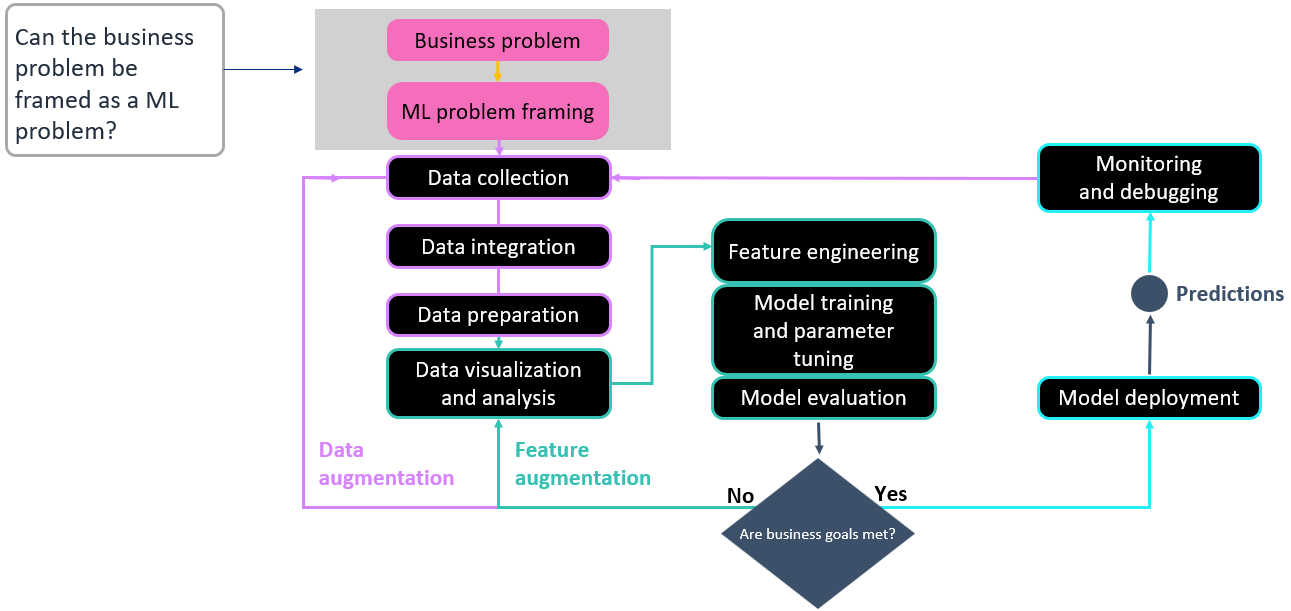 Can the business
problem be
framed as a ML
problem?
Business problem
ML problem framing
Data collection
Data integration
Data preparation
Data visualization
and analysis
Feature engineering
Model training
and parameter
tuning
Model evaluation
Monitoring
and debugging
Predictions
Model deployment
Data
augmentation
Feature
augmentation
No
Yes
Are business goals met?